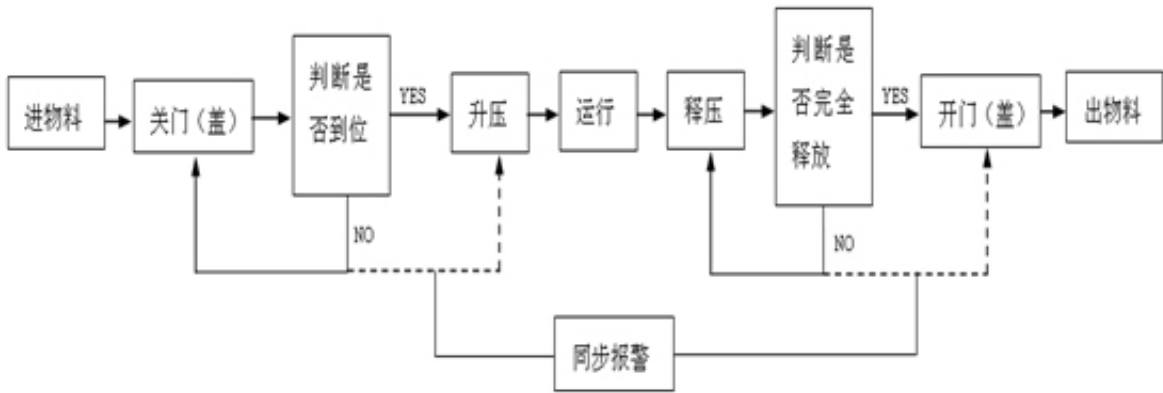 进物料
关门(盖)
判断是
否到位
YES
NO
升压
运行
释压
判断是
否完全
释放
YES
NO
开门(盖)
出物料
同步报警